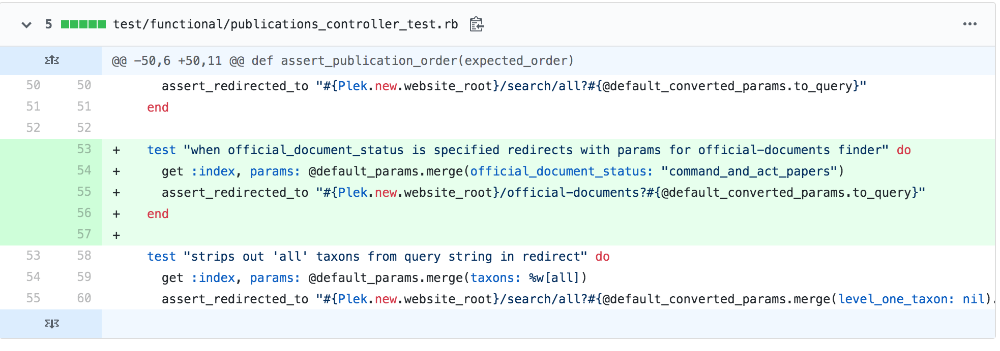 5 test/functional/publications_controller_test.rb
@@ -50,6 +50,11 @@ def assert_publication_order(expected_order)
50 50 assert_redirected_to "#{Plek.new.website_root}/search/all?#{@default_converted_params.to_query}"
51 51 end
52 52
53 + test "when official_document_status is specified redirects with params for official-documents finder" do
54 + get :index, params: @default_params.merge(official_document_status: "command_and_act_papers")
55 + assert_redirected_to "#{Plek.new.website_root}/official-documents?#{@default_converted_params.to_query}"
56 + end
57 +
53 58 test "strips out 'all' taxons from query string in redirect" do
54 59 get :index, params: @default_params.merge(taxons: %w[all])
55 60 assert_redirected_to "#{Plek.new.website_root}/search/all?#{@default_converted_params.merge(level_one_taxon: nil).